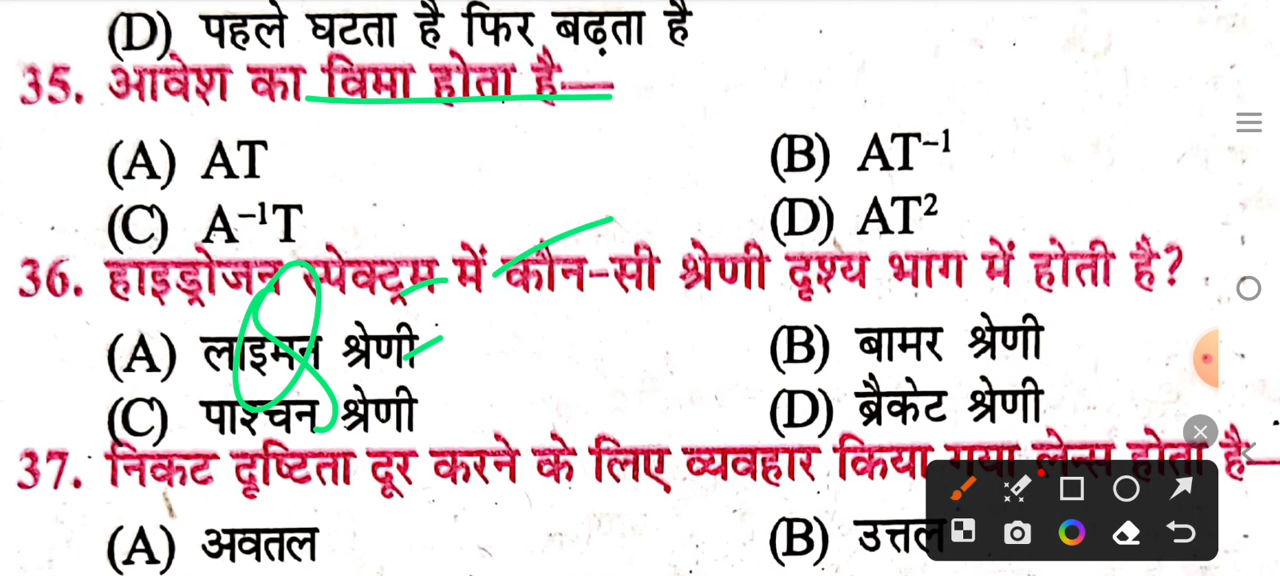 (D) पहले घटता है फिर बढ़ता है
35. आवेश का विमा होता है—
(A) AT (B) AT⁻¹
(C) A⁻¹T (D) AT²
36. हाइड्रोजन स्पेक्ट्रम में कौन-सी श्रेणी दृश्य भाग में होती है?
(A) लाइमन श्रेणी (B) बामर श्रेणी
(C) पाश्चन श्रेणी (D) ब्रैकेट श्रेणी
37. निकट दृष्टिता दूर करने के लिए व्यवहार किया गया लेन्स होता है—
(A) अवतल (B) उत्तल